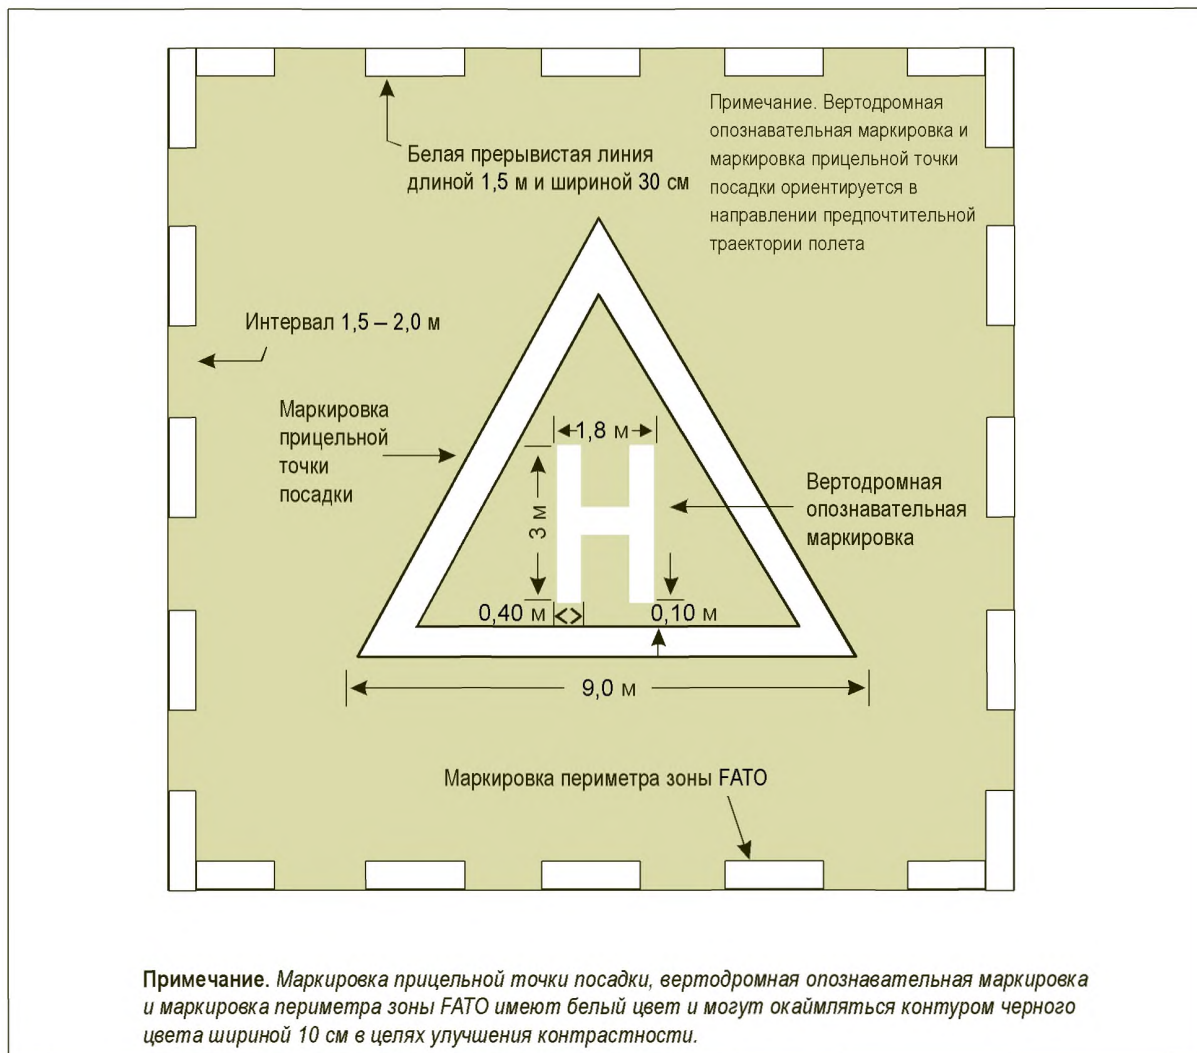 Примечание. Вертодромная
опознавательная маркировка и
маркировка прицельной точки
посадки ориентируется в
направлении предпочтительной
траектории полета
Белая прерывистая линия
длиной 1,5 м и шириной 30 см
Интервал 1,5 – 2,0 м
Маркировка
прицельной
точки
посадки
1,8 м
3 м
H
Вертодромная
опознавательная
маркировка
0,40 м
0,10 м
9,0 м
Маркировка периметра зоны FATO
Примечание. Маркировка прицельной точки посадки, вертодромная опознавательная маркировка
и маркировка периметра зоны FATO имеют белый цвет и могут окаймляться контуром черного
цвета шириной 10 см в целях улучшения контрастности.